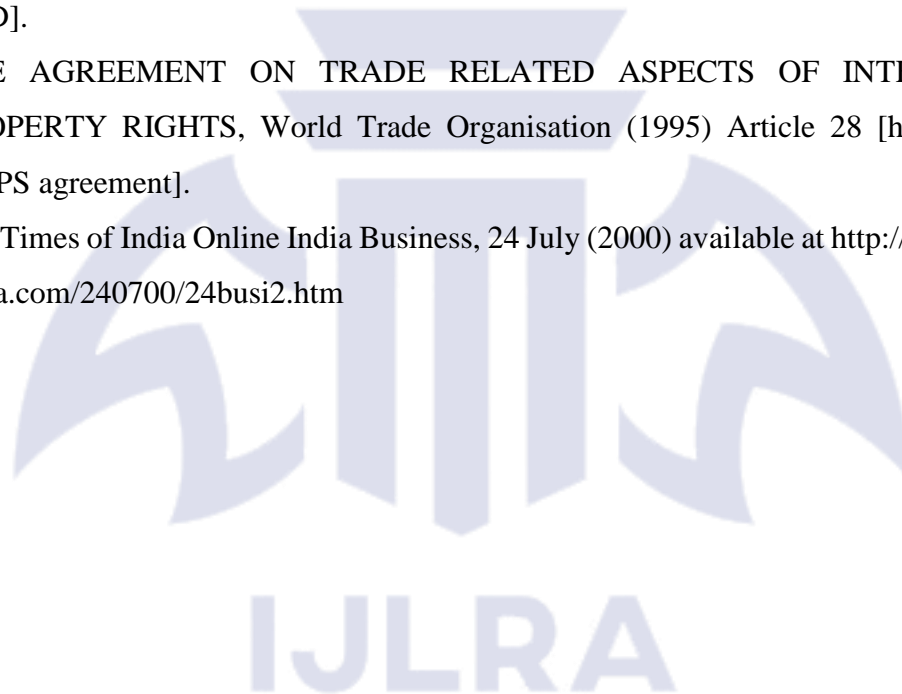 D].
E AGREEMENT ON TRADE RELATED ASPECTS OF INTE
OPERTY RIGHTS, World Trade Organisation (1995) Article 28 [h
PS agreement].
Times of India Online India Business, 24 July (2000) available at http://
a.com/240700/24busi2.htm
IJLRA